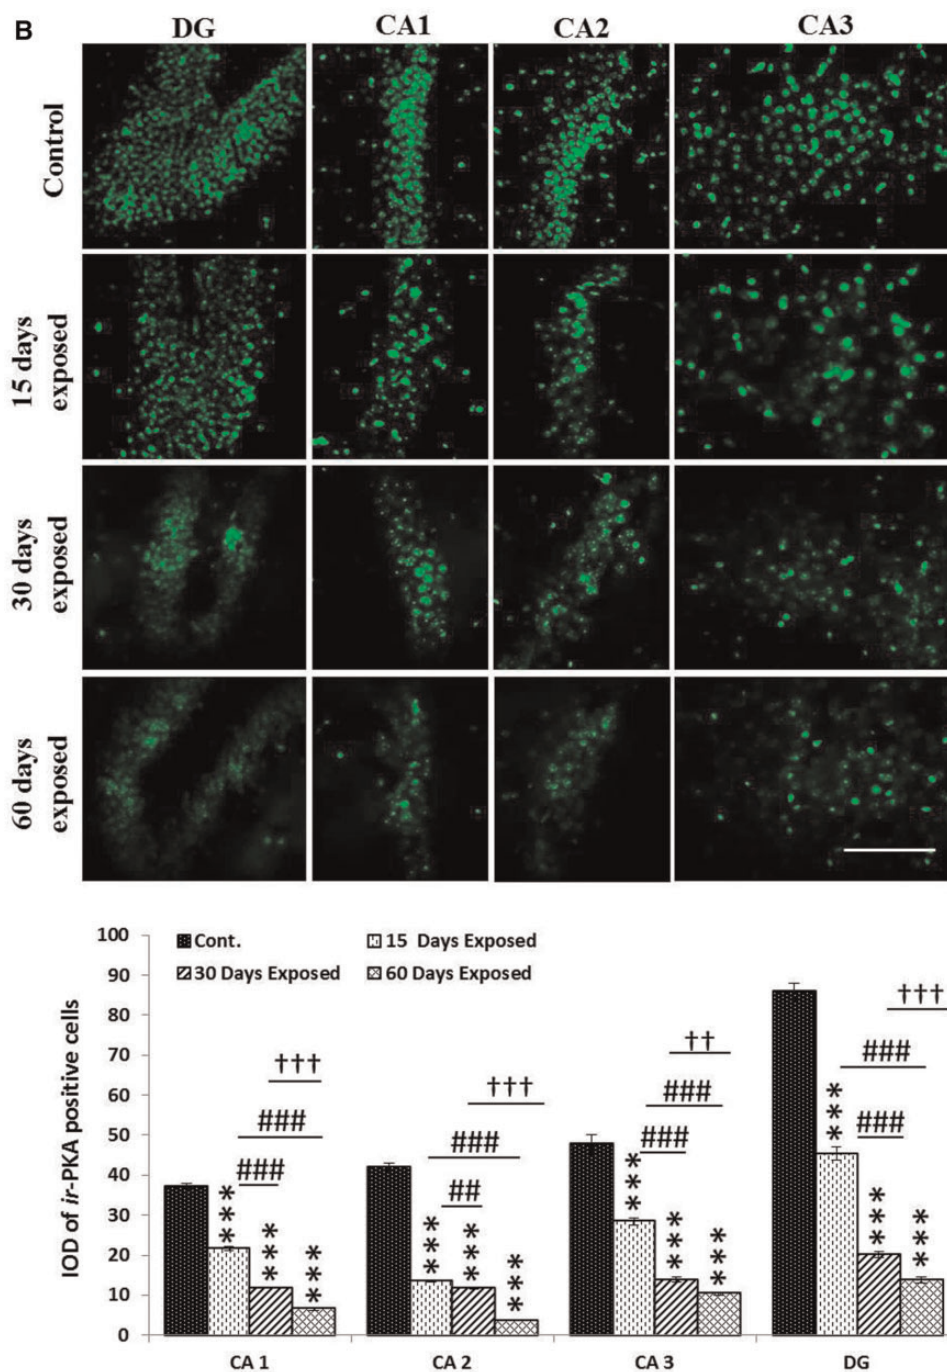 B
DG CA1 CA2 CA3
Control
15 days
exposed
30 days
exposed
60 days
exposed
IOD of ir-PKA positive cells
100
90
80
70
60
50
40
30
20
10
0
Cont. 15 Days Exposed
30 Days Exposed 60 Days Exposed
†††
###
###
***
***
***
†††
###
##
***
***
***
††
###
###
***
***
***
†††
###
###
***
***
***
CA 1 CA 2 CA 3 DG